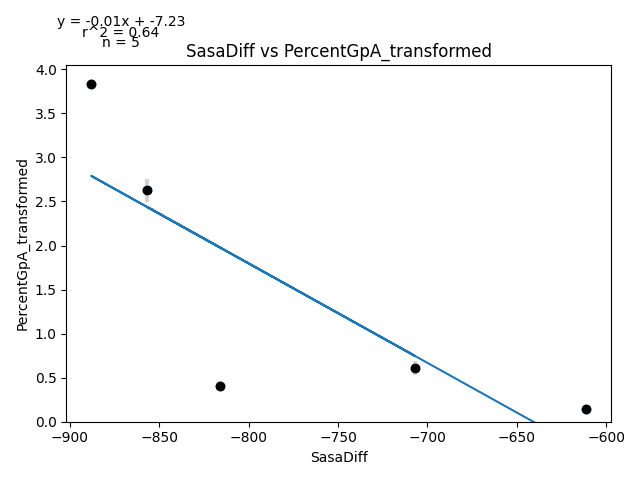 y = -0.01x + -7.23
r^2 = 0.64
n = 5
SasaDiff vs PercentGpA_transformed
4.0
3.5
3.0
2.5
2.0
1.5
1.0
0.5
0.0
PercentGpA_transformed
−900 −850 −800 −750 −700 −650 −600
SasaDiff